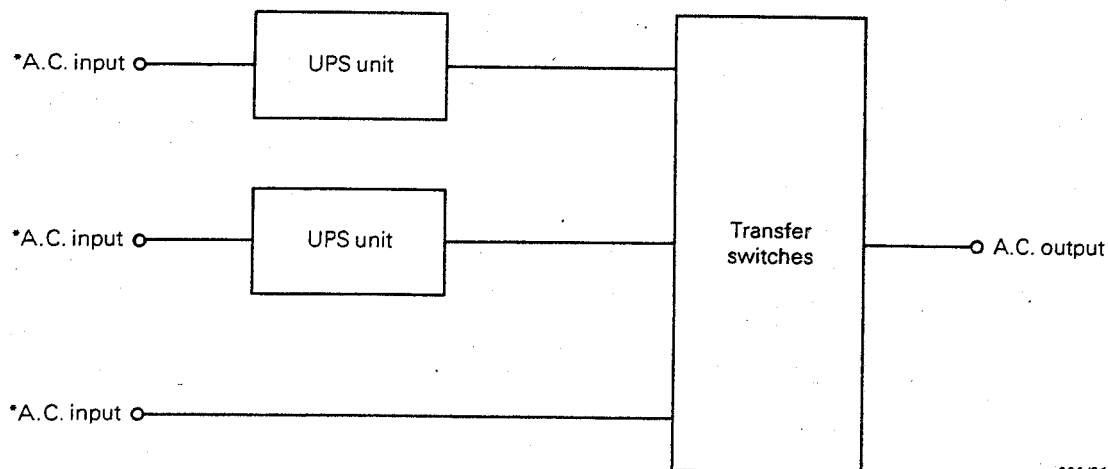 *A.C. input
UPS unit
*A.C. input
UPS unit
Transfer
switches
A.C. output
*A.C. input